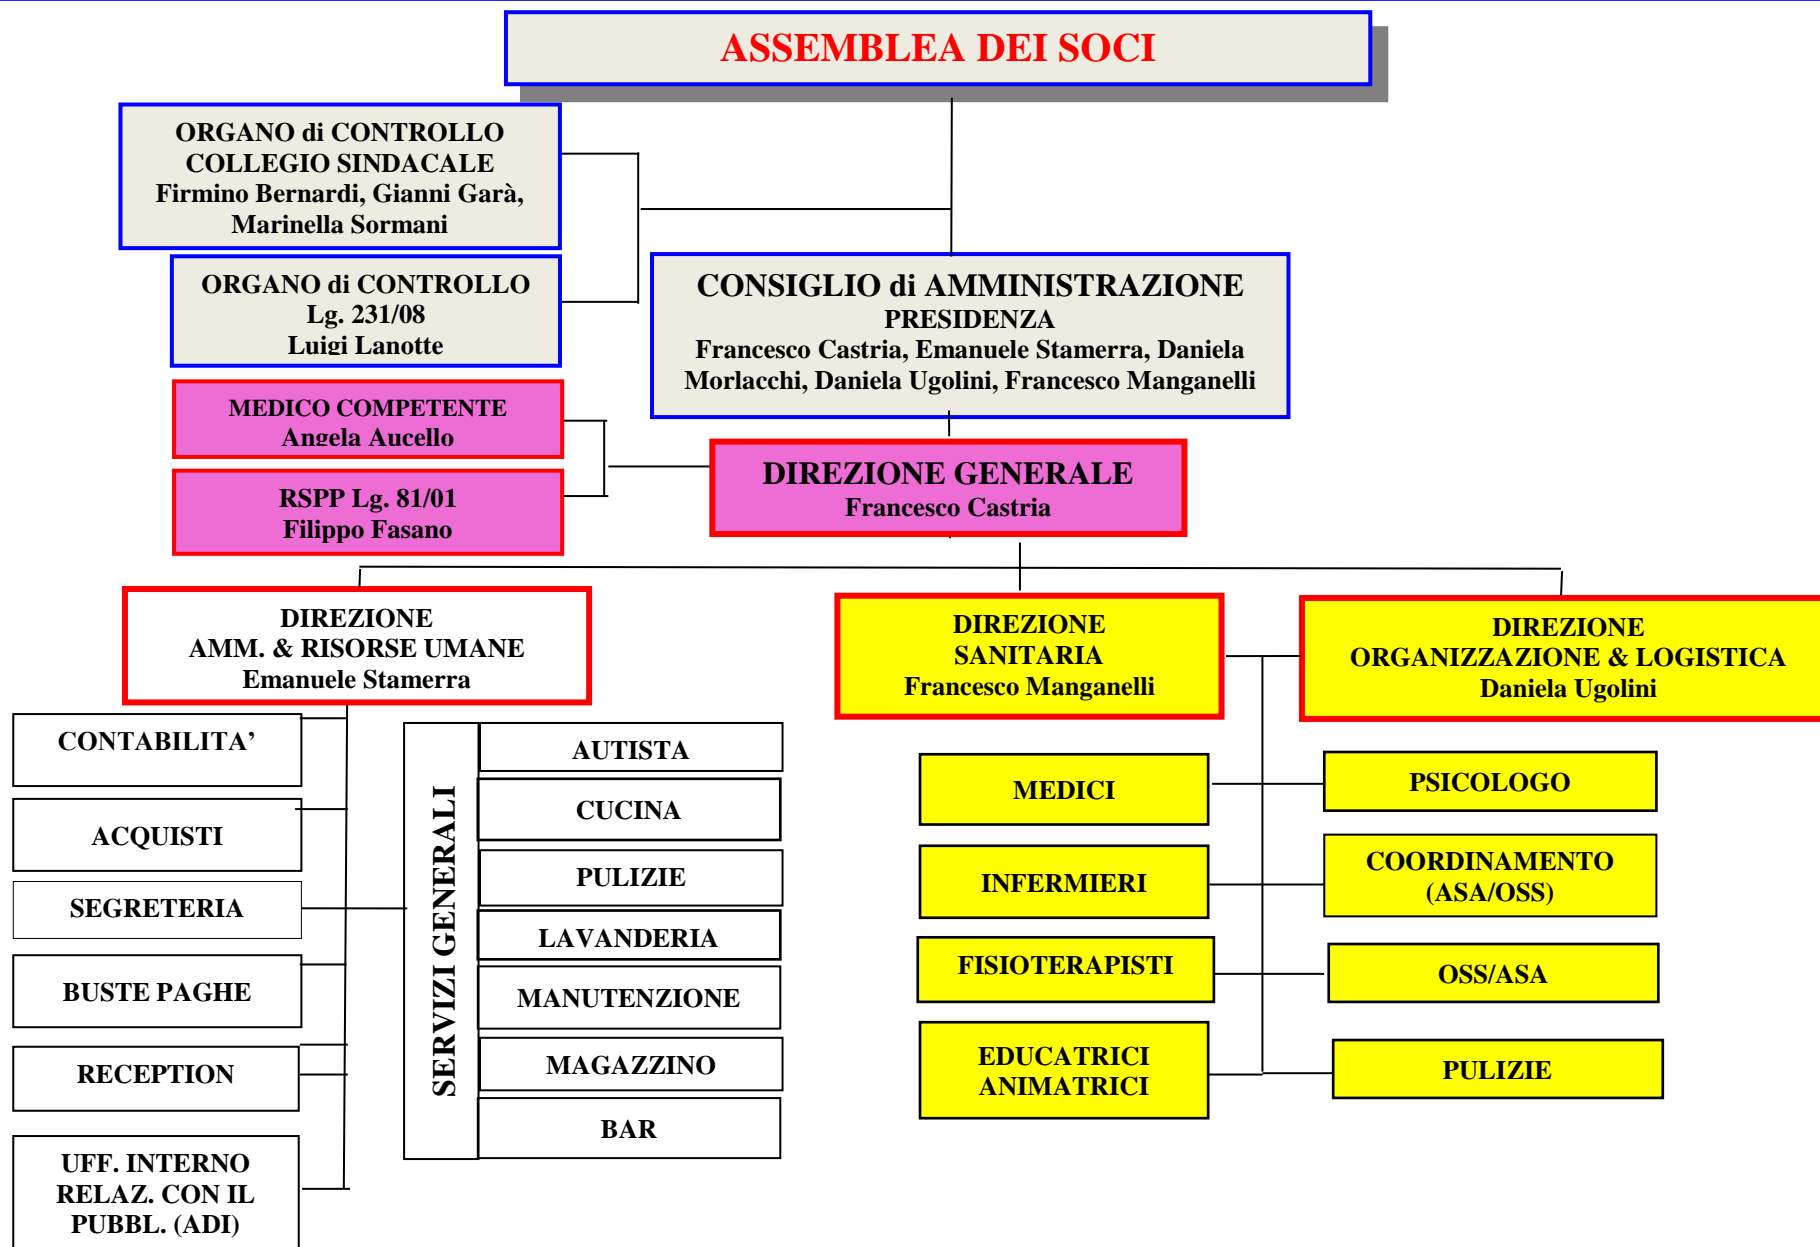 ASSEMBLEA DEI SOCI
ORGANO di CONTROLLO
COLLEGIO SINDACALE
Firmino Bernardi, Gianni Garà,
Marinella Sormani
ORGANO di CONTROLLO
Lg. 231/08
Luigi Lanotte
CONSIGLIO di AMMINISTRAZIONE
PRESIDENZA
Francesco Castria, Emanuele Stamerra, Daniela
Morlacchi, Daniela Ugolini, Francesco Manganelli
MEDICO COMPETENTE
Angela Aucello
RSPP Lg. 81/01
Filippo Fasano
DIREZIONE GENERALE
Francesco Castria
DIREZIONE
AMM. & RISORSE UMANE
Emanuele Stamerra
DIREZIONE
SANITARIA
Francesco Manganelli
DIREZIONE
ORGANIZZAZIONE & LOGISTICA
Daniela Ugolini
CONTABILITA’
ACQUISTI
SEGRETERIA
BUSTE PAGHE
RECEPTION
UFF. INTERNO
RELAZ. CON IL
PUBBL. (ADI)
SERVIZI GENERALI
AUTISTA
CUCINA
PULIZIE
LAVANDERIA
MANUTENZIONE
MAGAZZINO
BAR
MEDICI
INFERMIERI
FISIOTERAPISTI
EDUCATRICI
ANIMATRICI
PSICOLOGO
COORDINAMENTO
(ASA/OSS)
OSS/ASA
PULIZIE